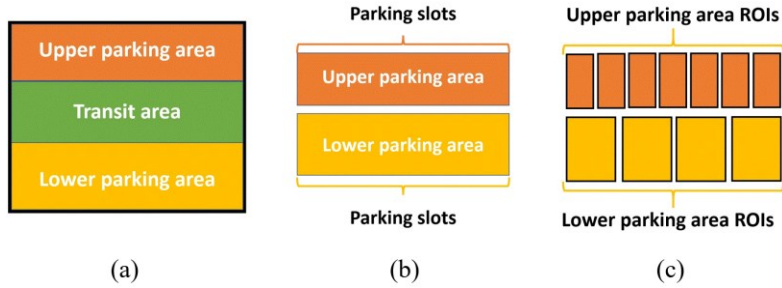 Upper parking area
Transit area
Lower parking area
(a)
Parking slots
Upper parking area
Lower parking area
Parking slots
(b)
Upper parking area ROIs
Lower parking area ROIs
(c)